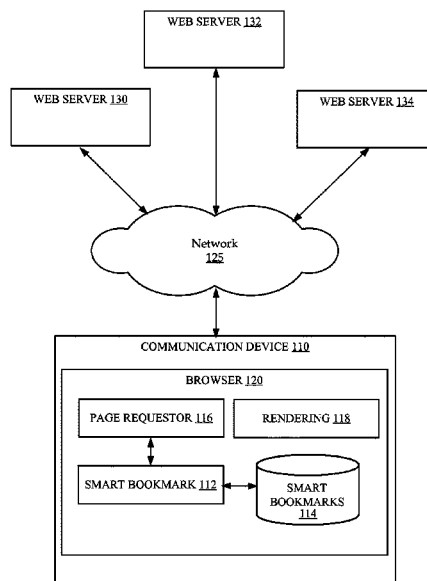 WEB SERVER 132
WEB SERVER 130
WEB SERVER 134
Network
125
COMMUNICATION DEVICE 110
BROWSER 120
PAGE REQUESTOR 116
RENDERING 118
SMART BOOKMARK 112
SMART
BOOKMARKS
114